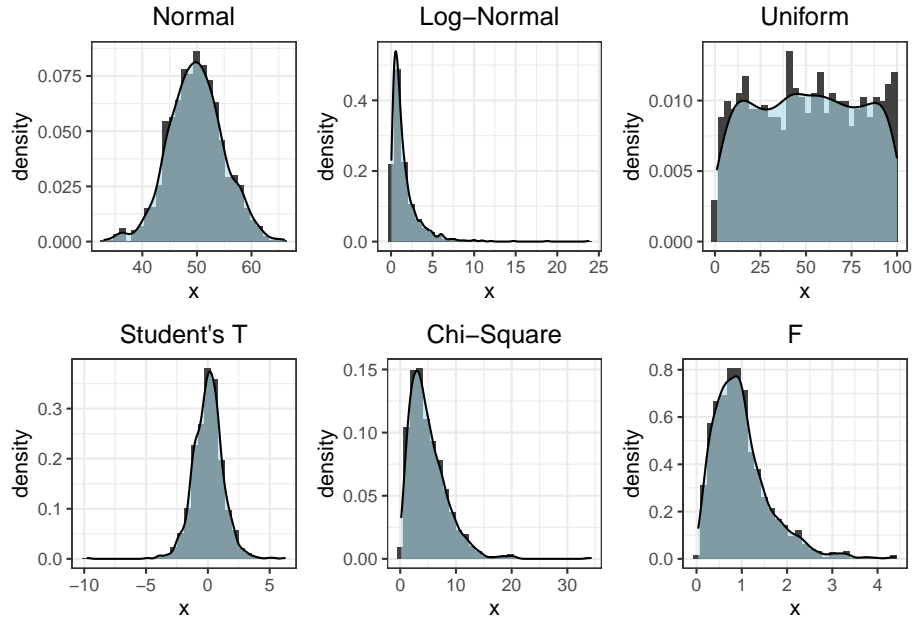 Normal
Log−Normal
Uniform
density
0.000
0.025
0.050
0.075
40
50
60
x
density
0.0
0.2
0.4
0
5
10
15
20
25
x
density
0.000
0.005
0.010
0
25
50
75
100
x
Student's T
Chi−Square
F
density
0.0
0.1
0.2
0.3
−10
−5
0
5
x
density
0.00
0.05
0.10
0.15
0
10
20
30
x
density
0.0
0.2
0.4
0.6
0.8
0
1
2
3
4
x